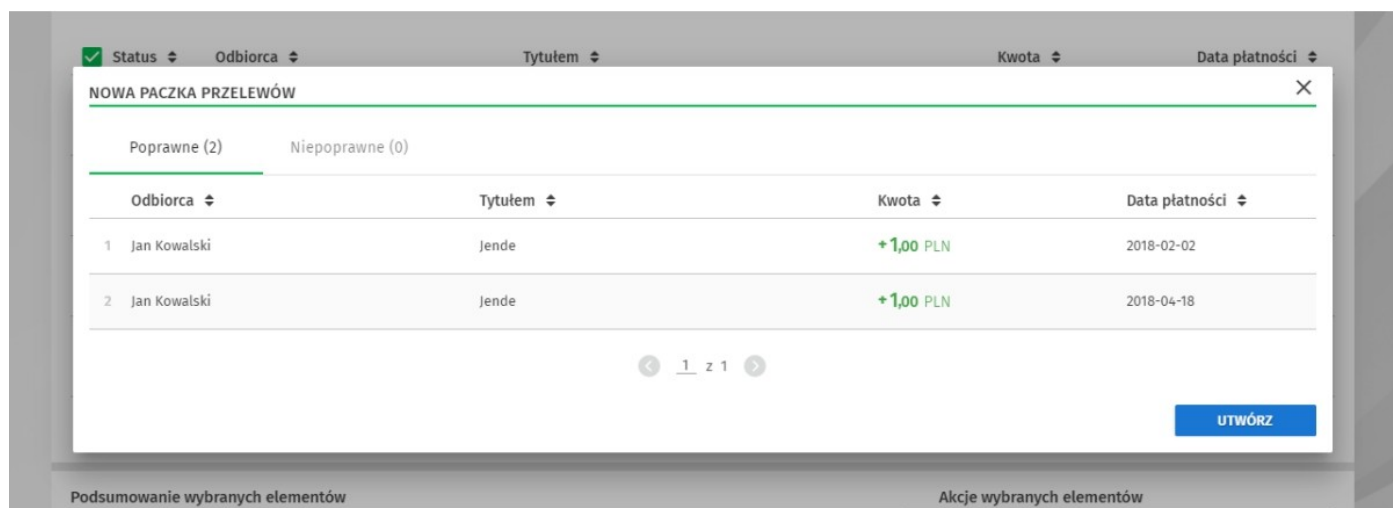 Status Odbiorca Tytułem Kwota Data płatności
NOWA PACZKA PRZELEWÓW
Poprawne (2) Niepoprawne (0)
Odbiorca Tytułem Kwota Data płatności
1 Jan Kowalski Jende +1,00 PLN 2018-02-02
2 Jan Kowalski Jende +1,00 PLN 2018-04-18
1 z 1
UTWÓRZ
Podsumowanie wybranych elementów Akcje wybranych elementów